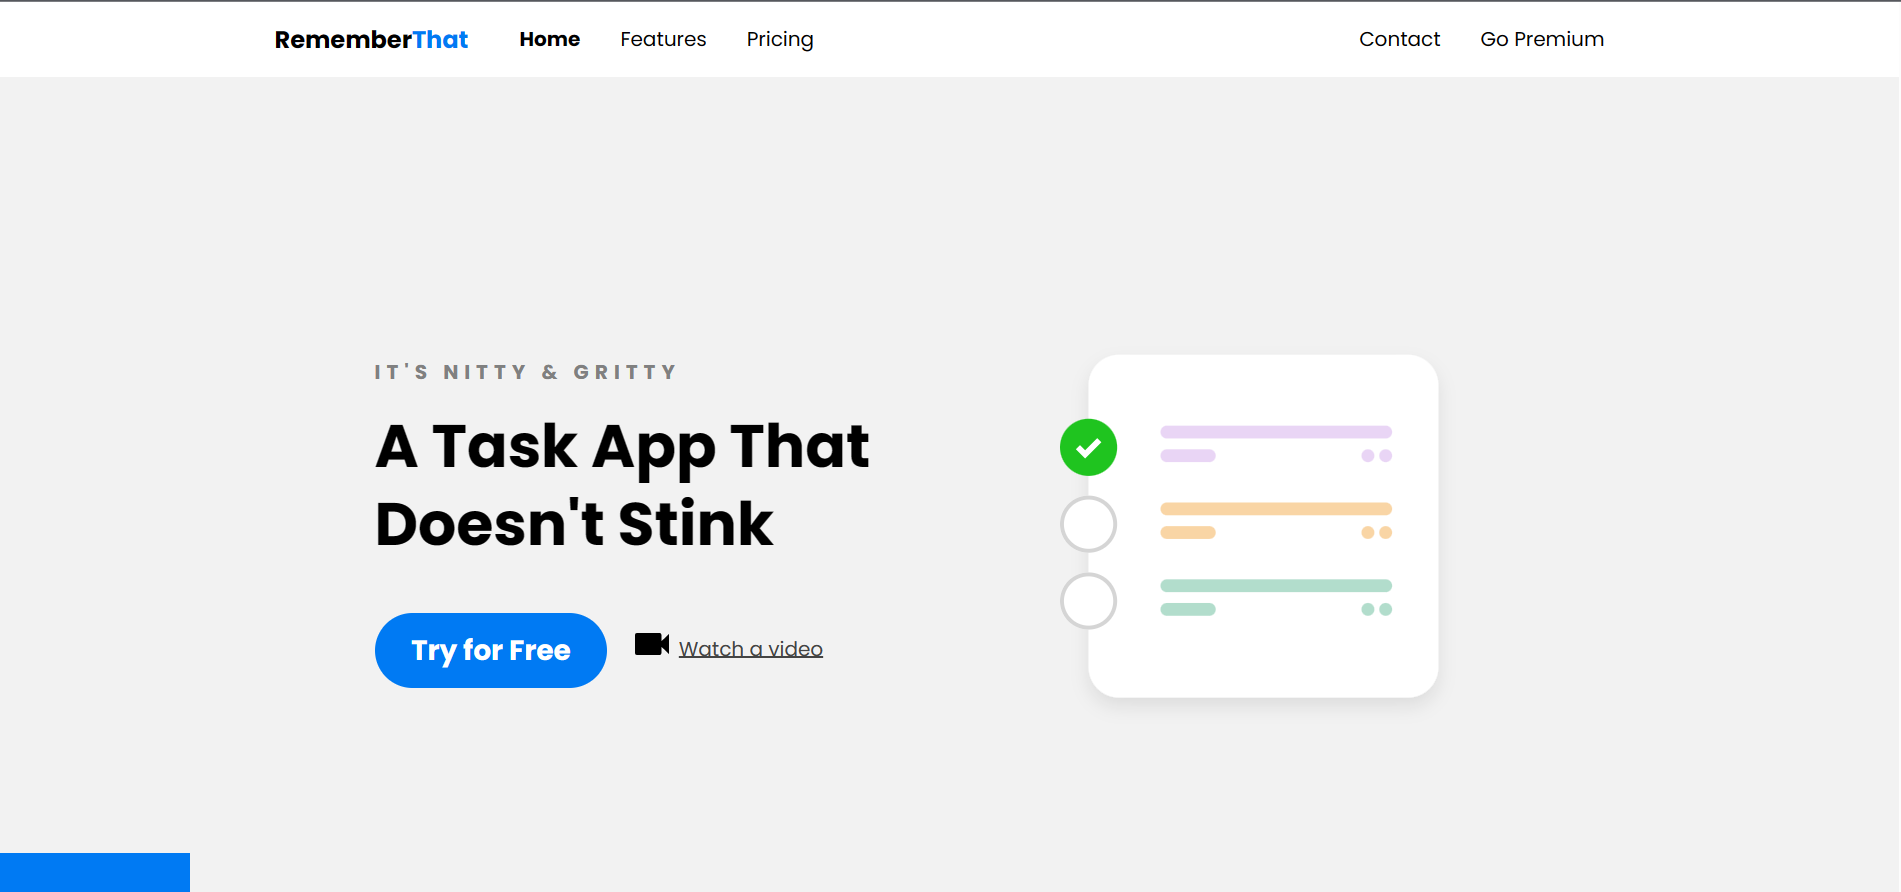 RememberThat Home Features Pricing Contact Go Premium
IT'S NITTY & GRITTY
A Task App That
Doesn't Stink
Try for Free Watch a video